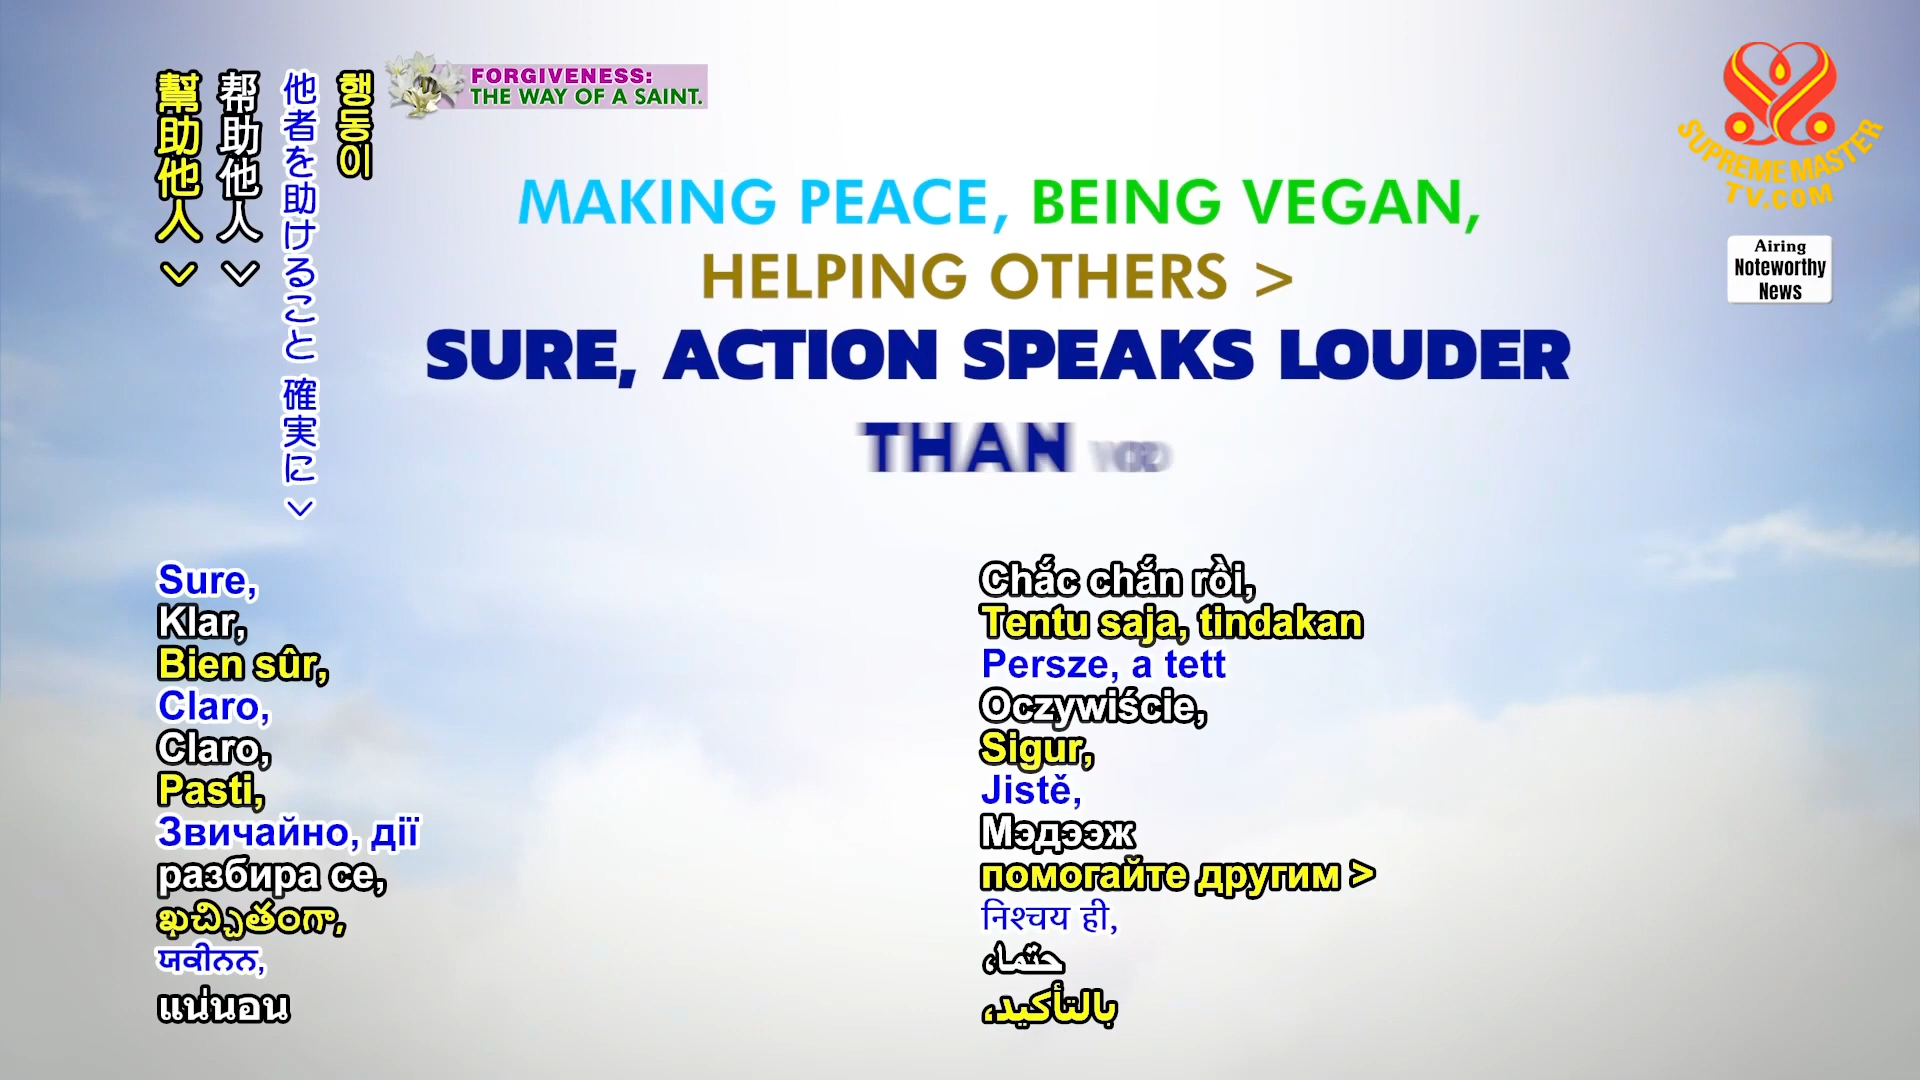 幫助他人 >
帮助他人 >
他者を助けること 確実に >
행동이
FORGIVENESS:
THE WAY OF A SAINT.
MAKING PEACE, BEING VEGAN,
HELPING OTHERS >
SURE, ACTION SPEAKS LOUDER
THAN
SUPREME MASTER
TV.COM
Airing
Noteworthy
News
Sure,
Klar,
Bien sûr,
Claro,
Claro,
Pasti,
Звичайно, дії
разбира се,
ఖచ్చితంగా,
ਯਕੀਨਨ,
แน่นอน
Chắc chắn rồi,
Tentu saja, tindakan
Persze, a tett
Oczywiście,
Sigur,
Jistě,
Мэдээж
помогайте другим >
निश्चय ही,
حتما،
بالتأكيد،